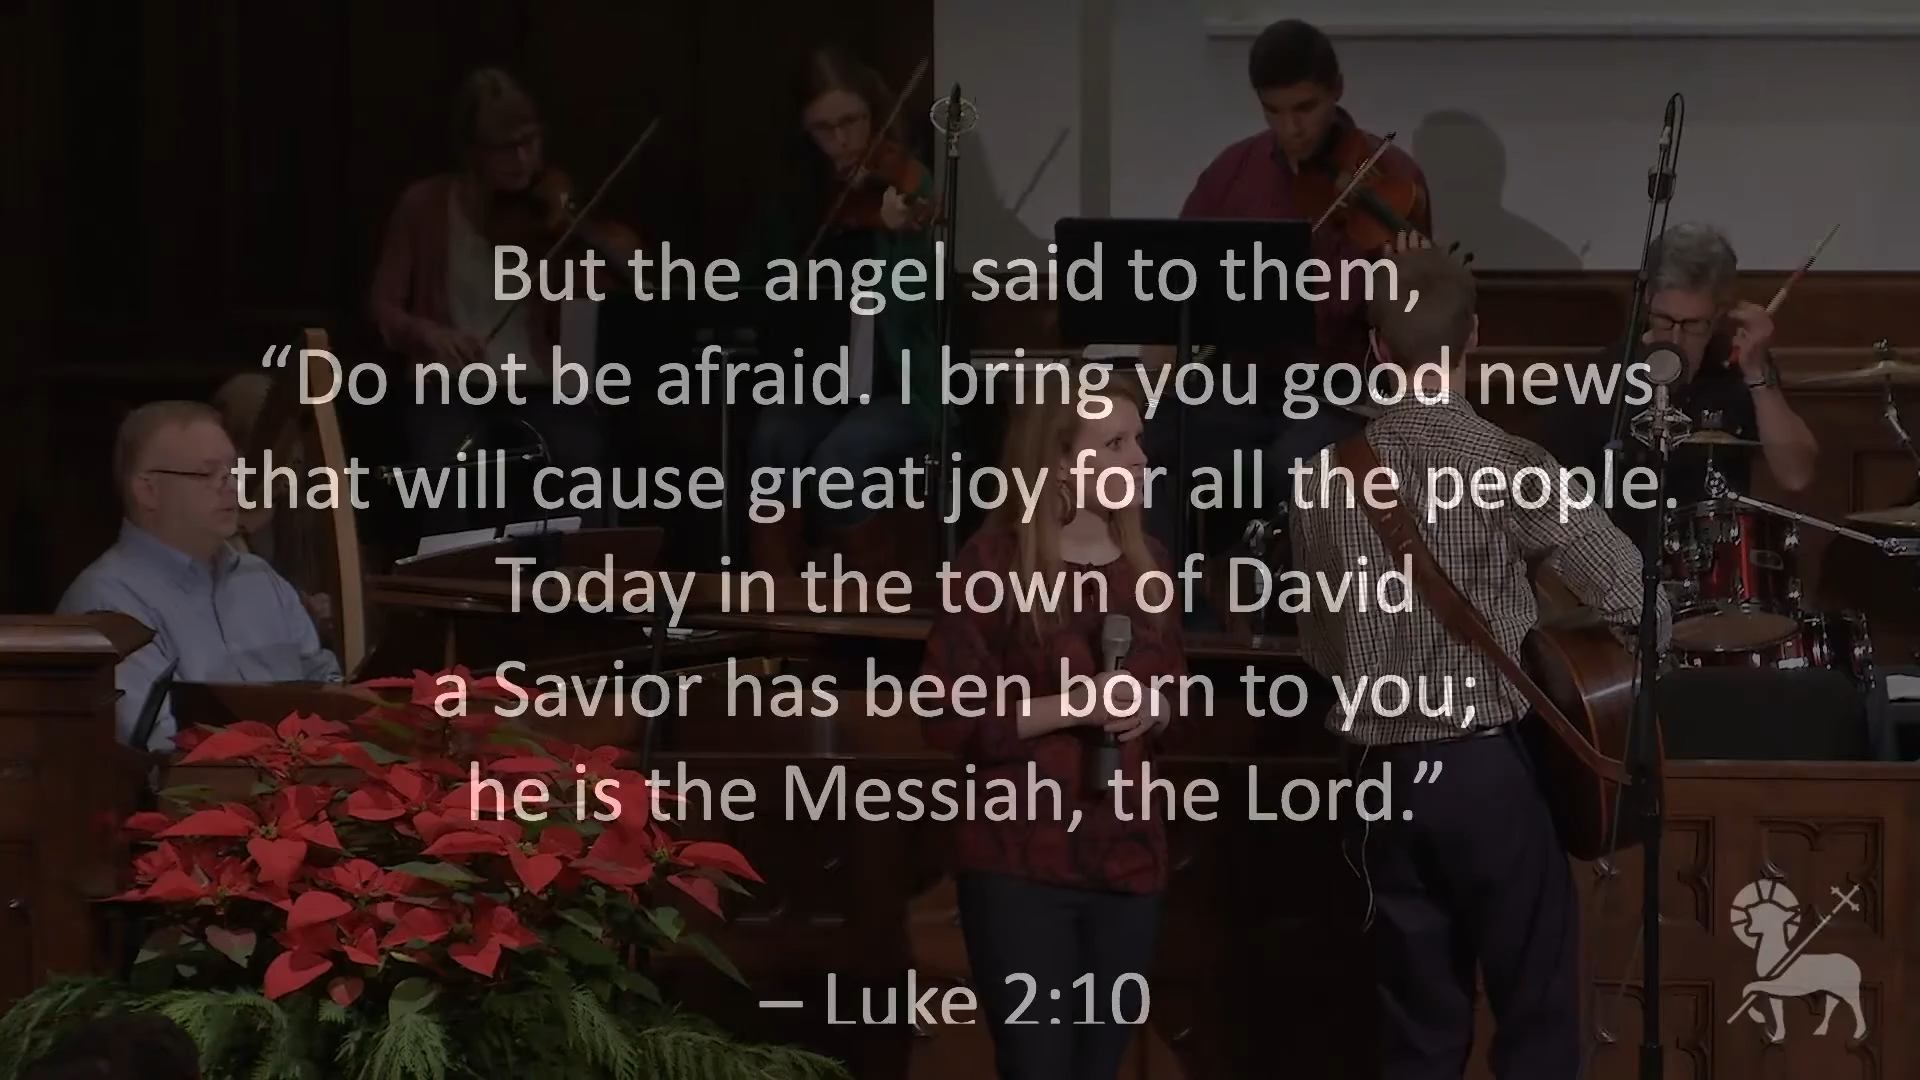 But the angel said to them,
“Do not be afraid. I bring you good news
that will cause great joy for all the people.
Today in the town of David
a Savior has been born to you;
he is the Messiah, the Lord.”
– Luke 2:10